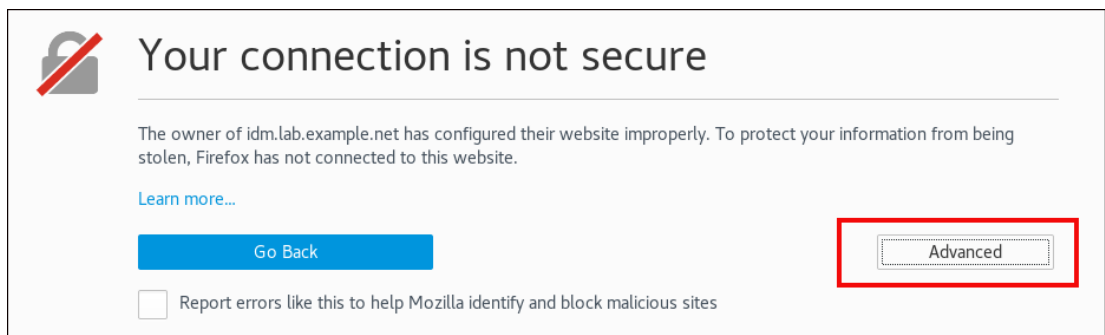 Your connection is not secure
The owner of idm.lab.example.net has configured their website improperly. To protect your information from being
stolen, Firefox has not connected to this website.
Learn more...
Go Back
Advanced
Report errors like this to help Mozilla identify and block malicious sites